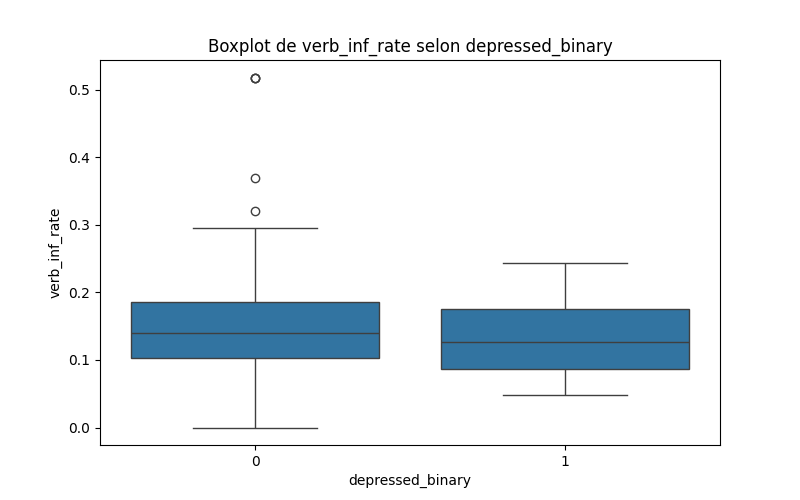 Boxplot de verb_inf_rate selon depressed_binary
0.5
0.4
0.3
0.2
0.1
0.0
verb_inf_rate
0 1
depressed_binary